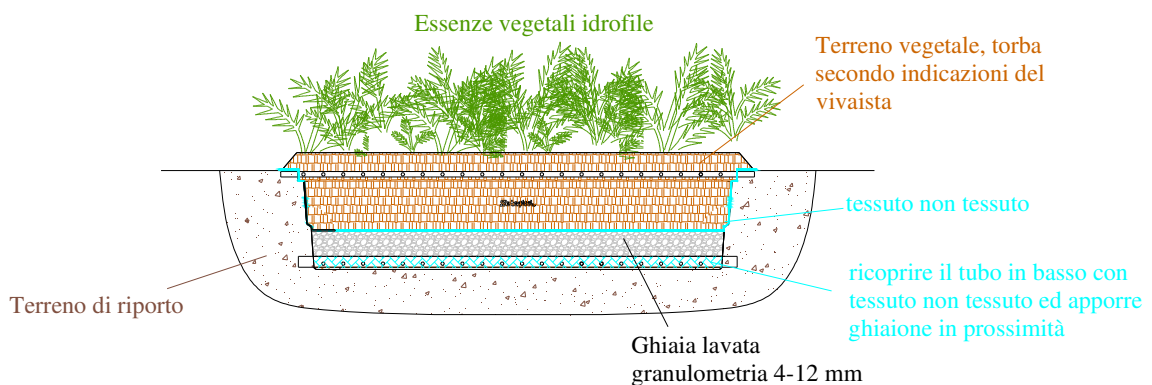 Essenze vegetali idrofile
Terreno vegetale, torba
secondo indicazioni del
vivaista
tessuto non tessuto
ricoprire il tubo in basso con
tessuto non tessuto ed apporre
ghiaione in prossimità
Terreno di riporto
Ghiaia lavata
granulometria 4-12 mm